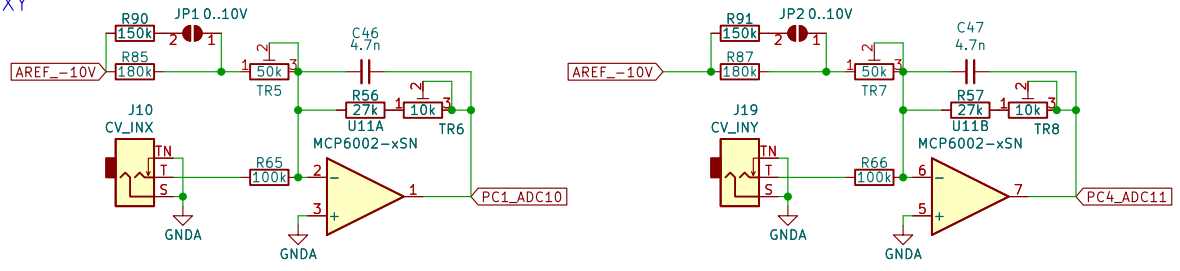 XY
R90 JP1 0..10V
150k 2 1
R85
AREF_-10V 180k 1 50k 3 2
TR5
C46
4.7n
R56 2
27k 1 10k 3
U11A TR6
MCP6002-xSN
J10
CV_INX
TN
T
S
R65
100k 2 −
1 PC1_ADC10
3 +
GNDA GNDA
R91 JP2 0..10V
150k 2 1
R87
AREF_-10V 180k 1 50k 3 2
TR7
C47
4.7n
R57 2
27k 1 10k 3
U11B TR8
MCP6002-xSN
J19
CV_INY
TN
T
S
R66
100k 6 −
7 PC4_ADC11
5 +
GNDA GNDA